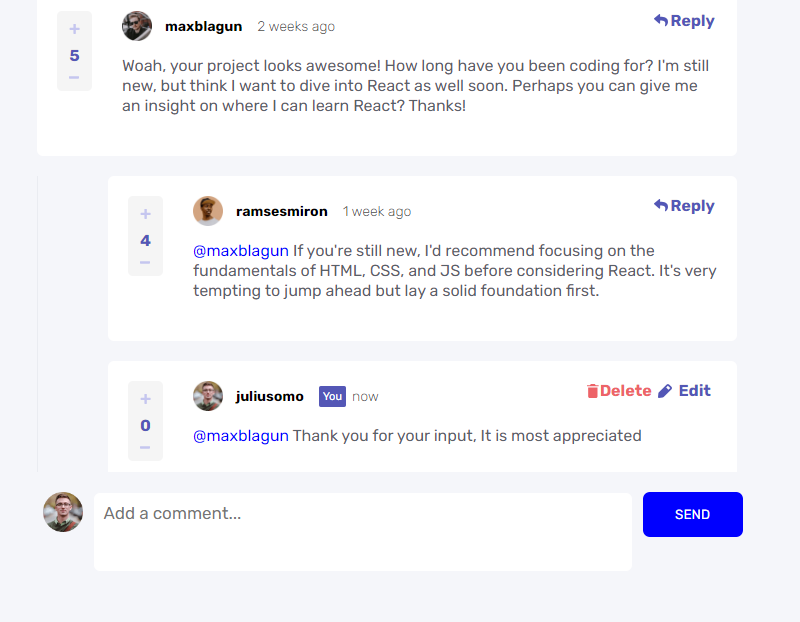 +
maxblagun 2 weeks ago
Reply
5
−
Woah, your project looks awesome! How long have you been coding for? I'm still
new, but think I want to dive into React as well soon. Perhaps you can give me
an insight on where I can learn React? Thanks!
+
ramsesmiron 1 week ago
Reply
4
−
@maxblagun If you're still new, I'd recommend focusing on the
fundamentals of HTML, CSS, and JS before considering React. It's very
tempting to jump ahead but lay a solid foundation first.
+
juliusomo You now
Delete Edit
0
−
@maxblagun Thank you for your input, It is most appreciated
Add a comment...
SEND